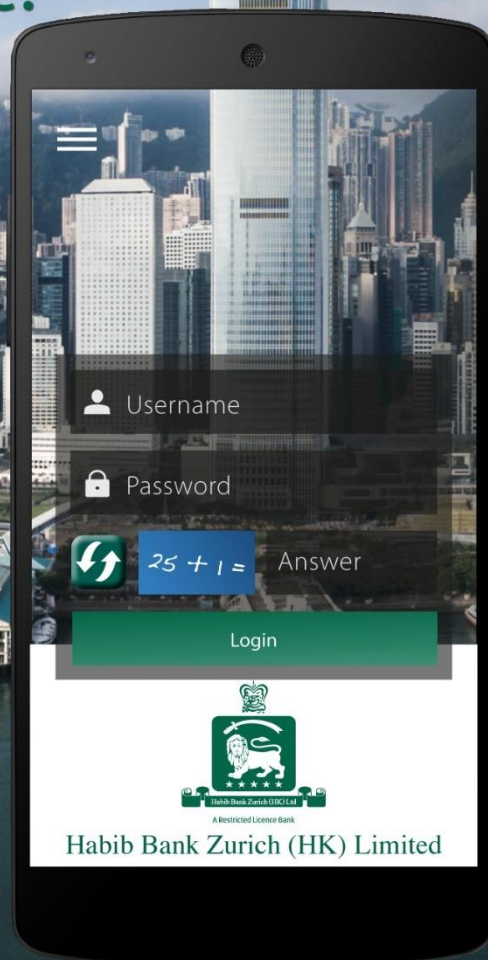 Username
Password
25 + 1 = Answer
Login
Habib Bank Zurich (HK) Ltd
A Restricted Licence Bank
Habib Bank Zurich (HK) Limited